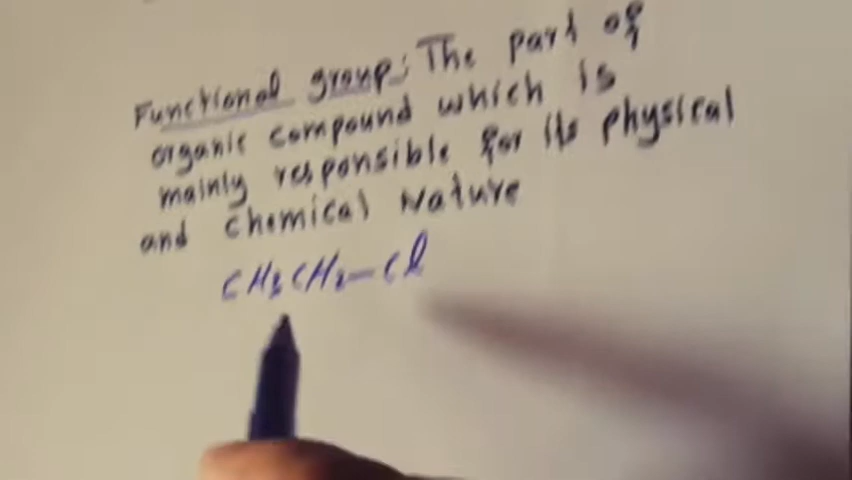 Functional group: The part of
organic compound which is
mainly responsible for its physical
and chemical Nature
CH3CH2-Cl